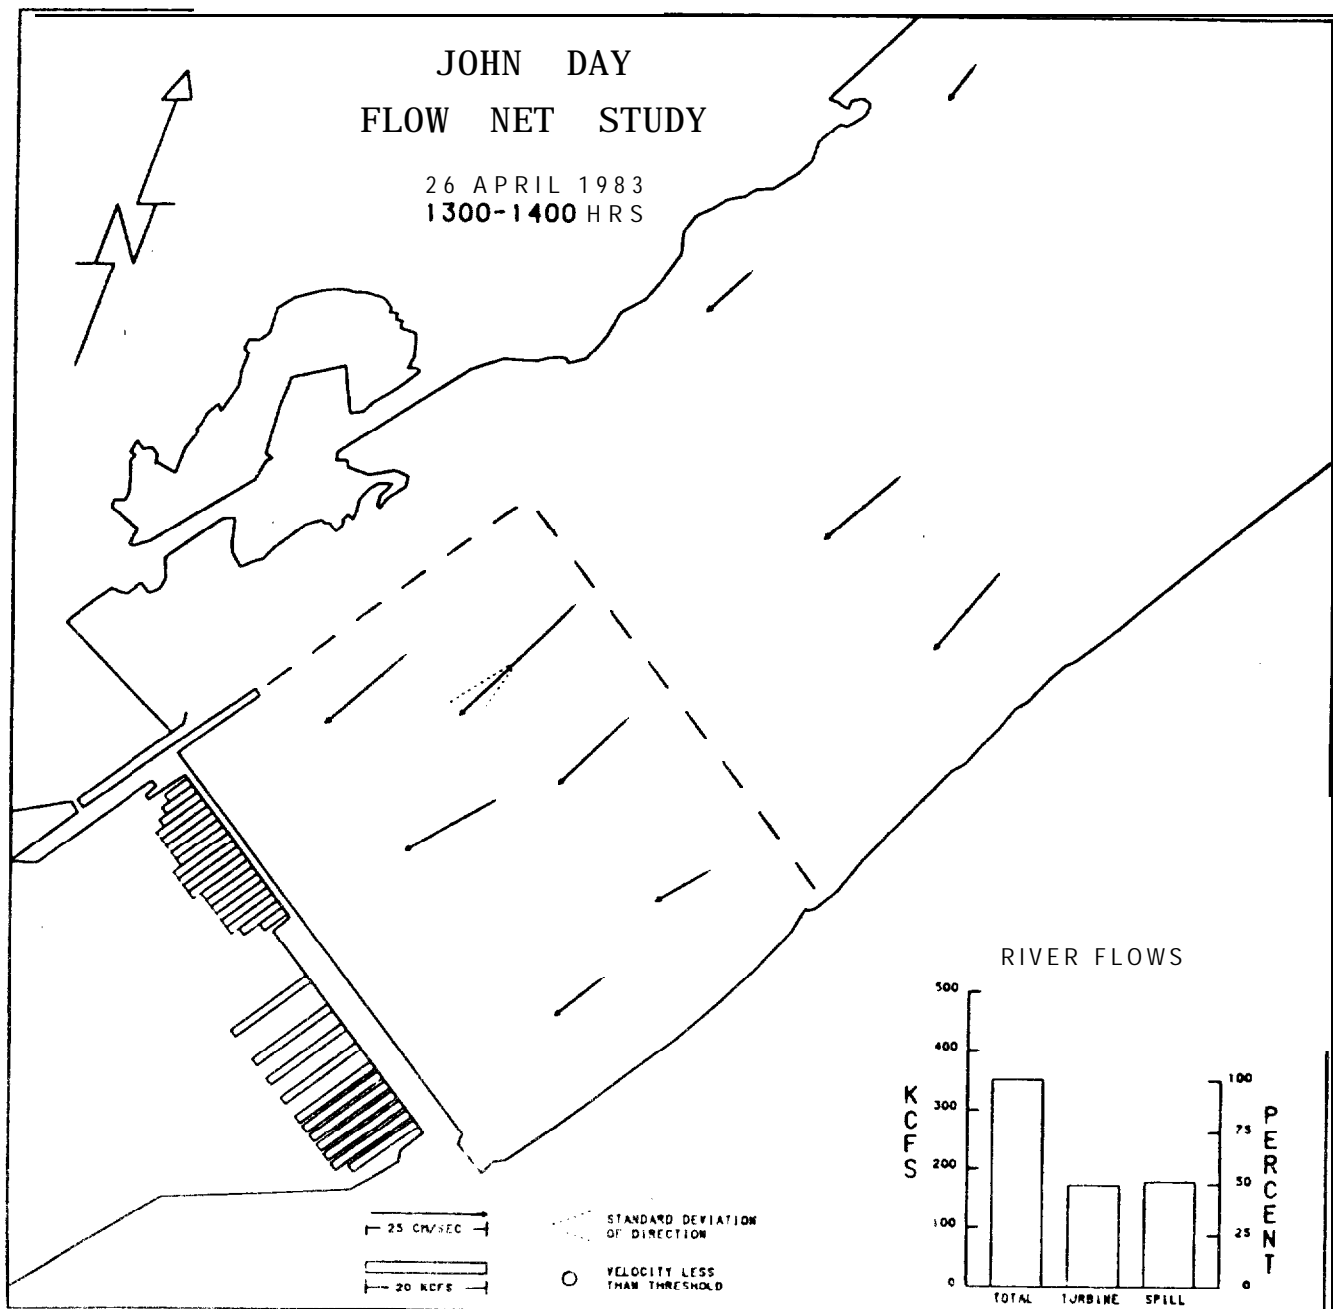 JOHN DAY
FLOW NET STUDY
26 APRIL 1983
1300-1400 HRS
N
RIVER FLOWS
500
400
300
200
100
0
KCFS
100
75
50
25
0
PERCENT
TOTAL TURBINE SPILL
25 CM/SEC
STANDARD DEVIATION
OF DIRECTION
20 KCFS
VELOCITY LESS
THAN THRESHOLD